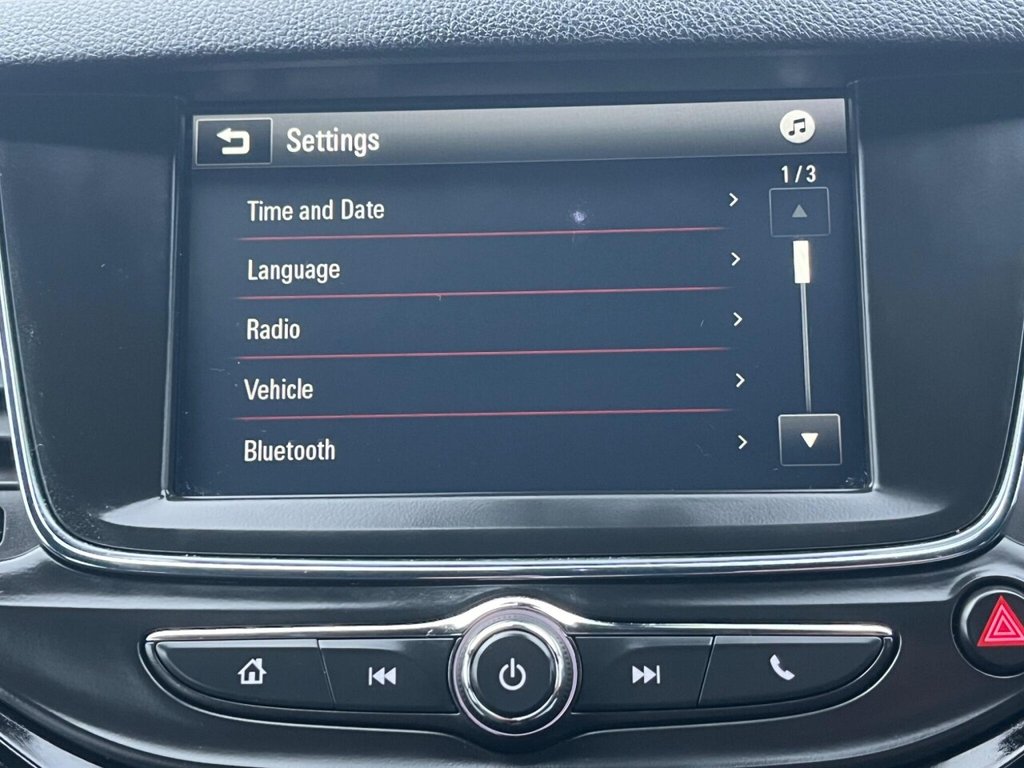 Settings
1/3
Time and Date
Language
Radio
Vehicle
Bluetooth